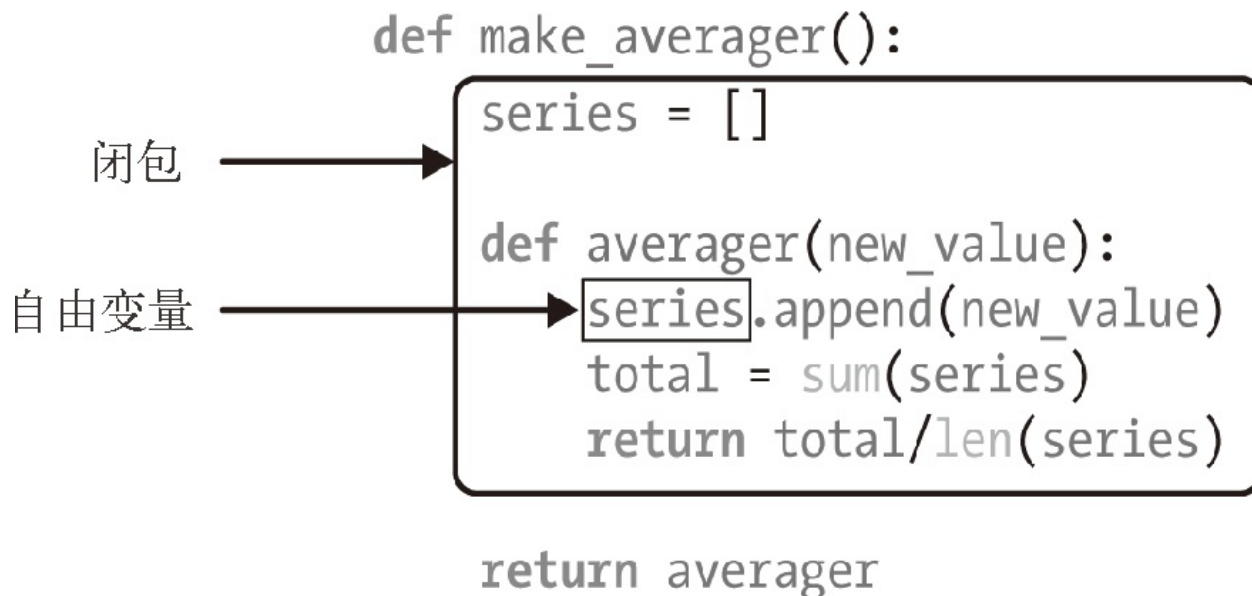 def make_averager():
series = []
闭包
def averager(new_value):
自由变量
series.append(new_value)
total = sum(series)
return total/len(series)
return averager